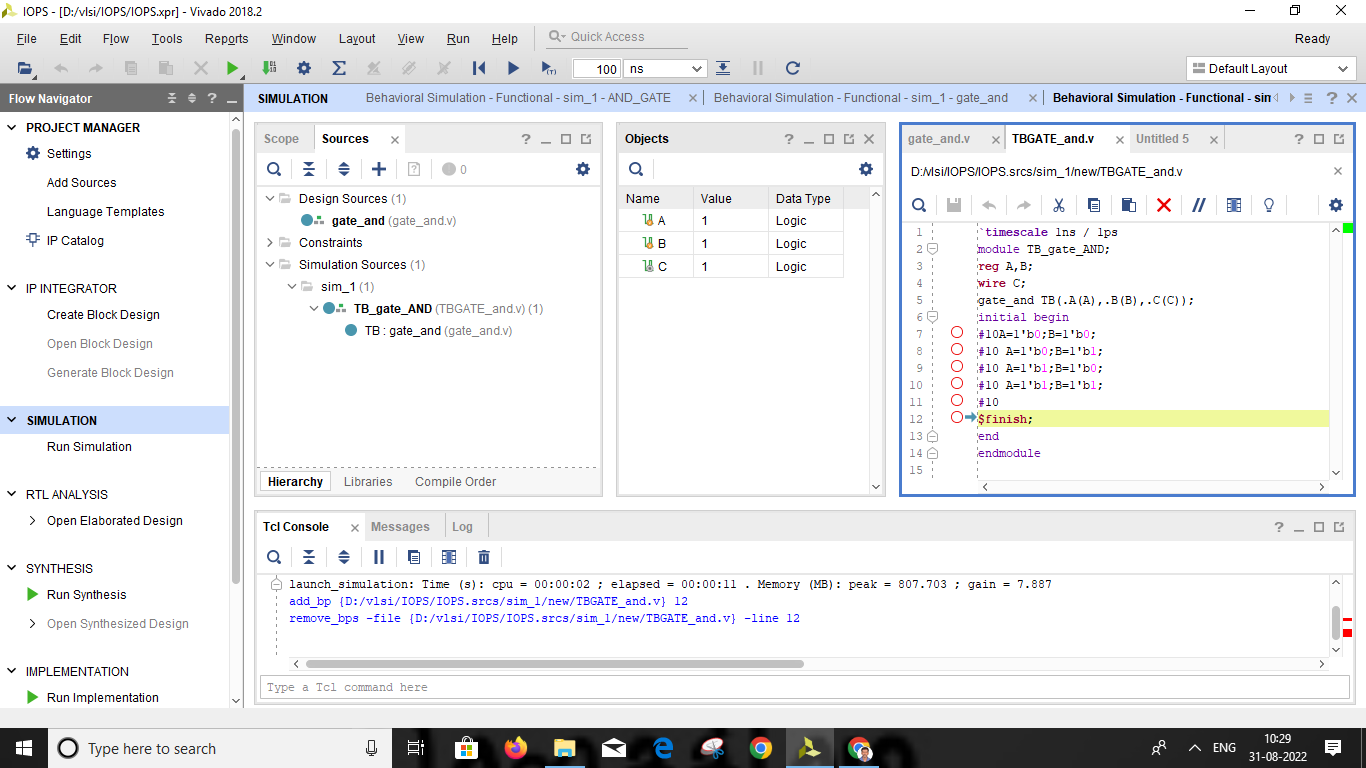 IOPS - [D:/vlsi/IOPS/IOPS.xpr] - Vivado 2018.2
File Edit Flow Tools Reports Window Layout View Run Help Quick Access Ready
100 ns Default Layout
Flow Navigator
PROJECT MANAGER
Settings
Add Sources
Language Templates
IP Catalog
IP INTEGRATOR
Create Block Design
Open Block Design
Generate Block Design
SIMULATION
Run Simulation
RTL ANALYSIS
Open Elaborated Design
SYNTHESIS
Run Synthesis
Open Synthesized Design
IMPLEMENTATION
Run Implementation
SIMULATION Behavioral Simulation - Functional - sim_1 - AND_GATE Behavioral Simulation - Functional - sim_1 - gate_and Behavioral Simulation - Functional - sim
Scope Sources
0
Design Sources (1)
gate_and (gate_and.v)
Constraints
Simulation Sources (1)
sim_1 (1)
TB_gate_AND (TBGATE_and.v) (1)
TB : gate_and (gate_and.v)
Hierarchy Libraries Compile Order
Objects
Name Value Data Type
A 1 Logic
B 1 Logic
C 1 Logic
gate_and.v TBGATE_and.v Untitled 5
D:/vlsi/IOPS/IOPS.srcs/sim_1/new/TBGATE_and.v
1 `timescale 1ns / 1ps
2 module TB_gate_AND;
3 reg A,B;
4 wire C;
5 gate_and TB(.A(A),.B(B),.C(C));
6 initial begin
7 #10A=1'b0;B=1'b0;
8 #10 A=1'b0;B=1'b1;
9 #10 A=1'b1;B=1'b0;
10 #10 A=1'b1;B=1'b1;
11 #10
12 $finish;
13 end
14 endmodule
15
Tcl Console Messages Log
launch_simulation: Time (s): cpu = 00:00:02 ; elapsed = 00:00:11 . Memory (MB): peak = 807.703 ; gain = 7.887
add_bp {D:/vlsi/IOPS/IOPS.srcs/sim_1/new/TBGATE_and.v} 12
remove_bps -file {D:/vlsi/IOPS/IOPS.srcs/sim_1/new/TBGATE_and.v} -line 12
Type a Tcl command here
Type here to search
ENG
10:29
31-08-2022